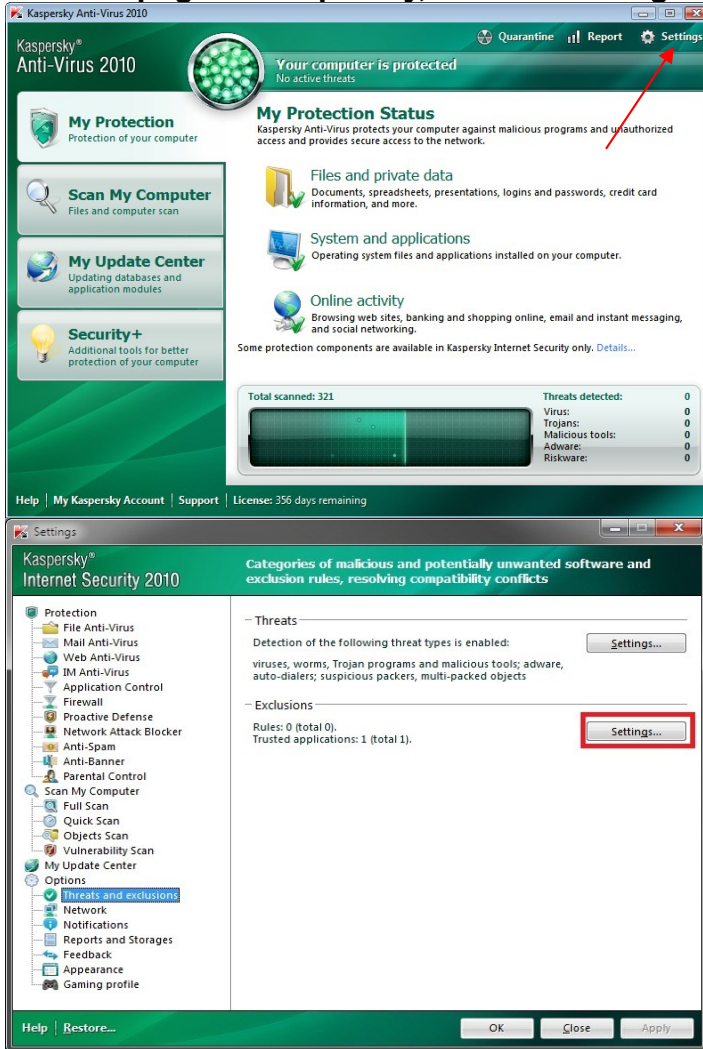 Kaspersky Anti-Virus 2010
Kaspersky®
Anti-Virus 2010
Quarantine
Report
Settings
Your computer is protected
No active threats
My Protection
Protection of your computer
Scan My Computer
Files and computer scan
My Update Center
Updating databases and
application modules
Security+
Additional tools for better
protection of your computer
My Protection Status
Kaspersky Anti-Virus protects your computer against malicious programs and unauthorized
access and provides secure access to the network.
Files and private data
Documents, spreadsheets, presentations, logins and passwords, credit card
information, and more.
System and applications
Operating system files and applications installed on your computer.
Online activity
Browsing web sites, banking and shopping online, email and instant messaging,
and social networking.
Some protection components are available in Kaspersky Internet Security only. Details...
Total scanned: 321
Threats detected: 0
Virus: 0
Trojans: 0
Malicious tools: 0
Adware: 0
Riskware: 0
Help | My Kaspersky Account | Support | License: 356 days remaining
Settings
Kaspersky®
Internet Security 2010
Categories of malicious and potentially unwanted software and
exclusion rules, resolving compatibility conflicts
Protection
File Anti-Virus
Mail Anti-Virus
Web Anti-Virus
IM Anti-Virus
Application Control
Firewall
Proactive Defense
Network Attack Blocker
Anti-Spam
Anti-Banner
Parental Control
Scan My Computer
Full Scan
Quick Scan
Objects Scan
Vulnerability Scan
My Update Center
Options
Threats and exclusions
Network
Notifications
Reports and Storages
Feedback
Appearance
Gaming profile
Threats
Detection of the following threat types is enabled:
Settings...
viruses, worms, Trojan programs and malicious tools; adware,
auto-dialers; suspicious packers, multi-packed objects
Exclusions
Rules: 0 (total 0).
Trusted applications: 1 (total 1).
Settings...
Help | Restore...
OK
Close
Apply